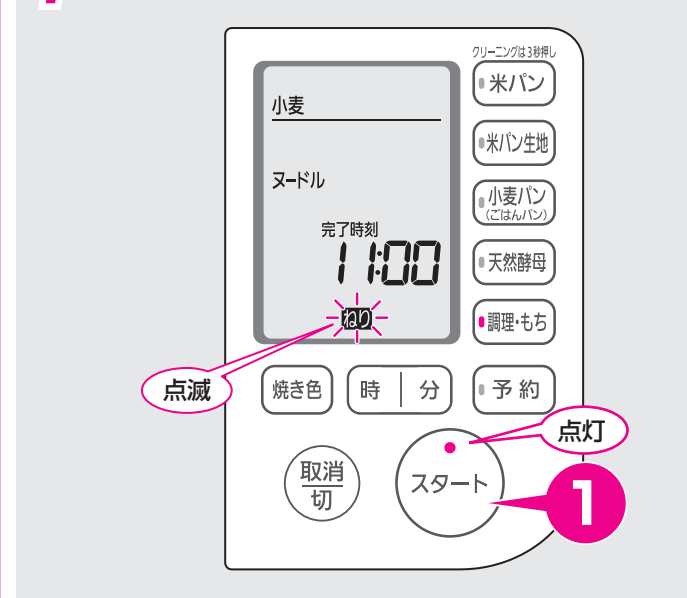 クリーニングは3秒押し
米パン
小麦
米パン生地
ヌードル
小麦パン
(ごはんパン)
完了時刻
11:00
天然酵母
ねり
調理・もち
点滅
焼き色
時
分
予約
点灯
取消
切
スタート
1